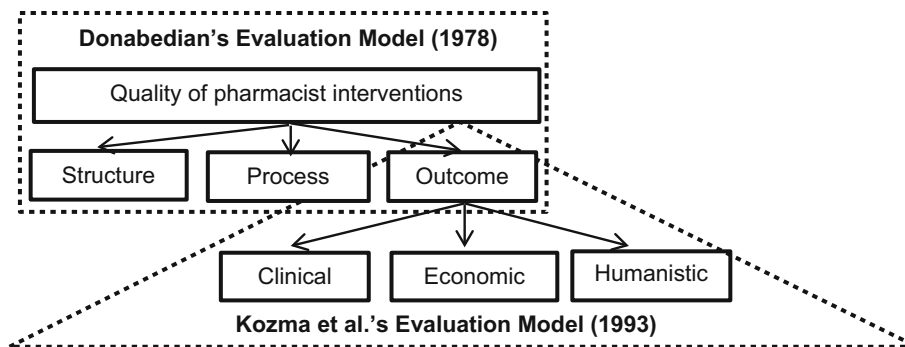 Donabedian's Evaluation Model (1978)
Quality of pharmacist interventions
Structure
Process
Outcome
Clinical
Economic
Humanistic
Kozma et al.'s Evaluation Model (1993)